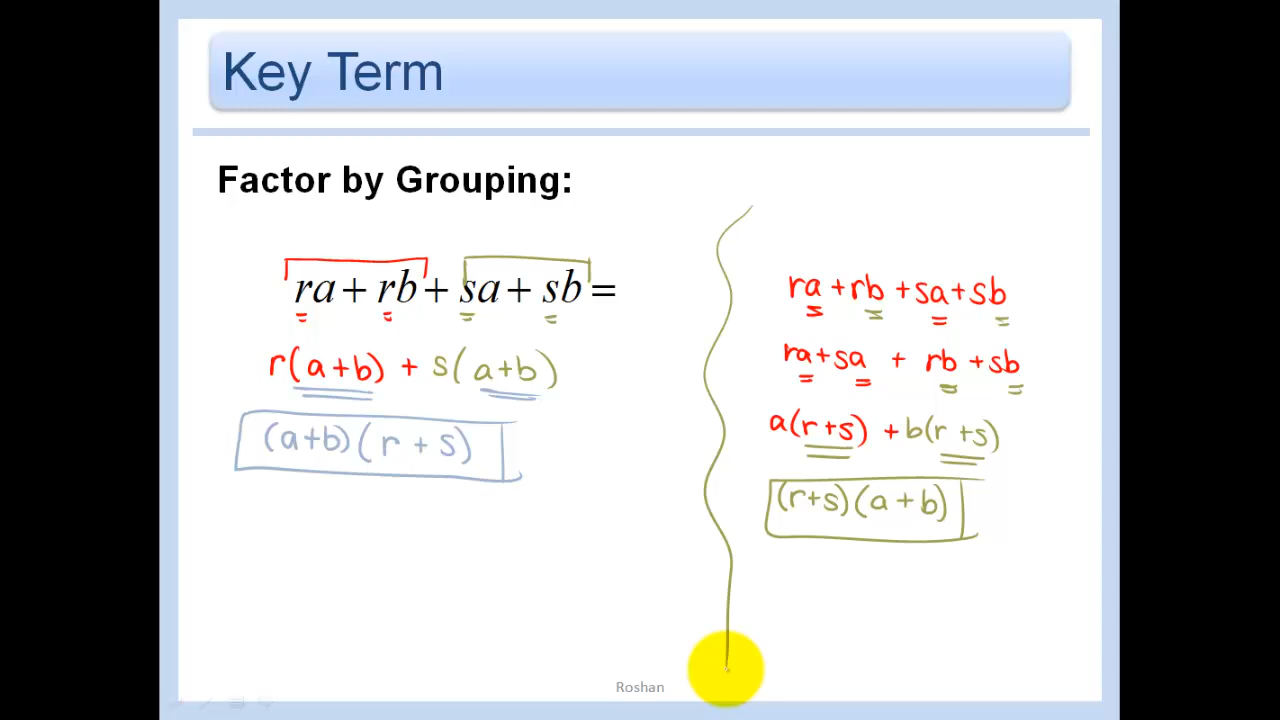 Key Term
Factor by Grouping:
ra + rb + sa + sb =
r(a+b) + s(a+b)
(a+b)(r + s)
ra + rb + sa + sb
ra + sa + rb + sb
a(r+s) + b(r+s)
(r+s)(a+b)
Roshan